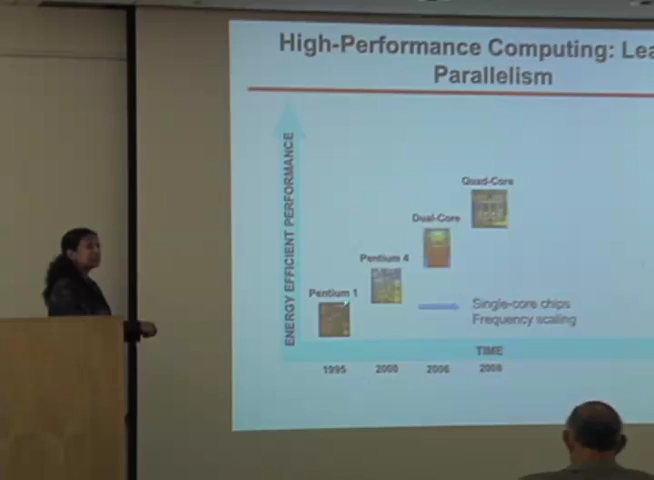 High-Performance Computing: Lea
Parallelism
ENERGY EFFICIENT PERFORMANCE
Quad-Core
Dual-Core
Pentium 4
Pentium 1
Single-core chips
Frequency scaling
TIME
1995 2000 2006 2008